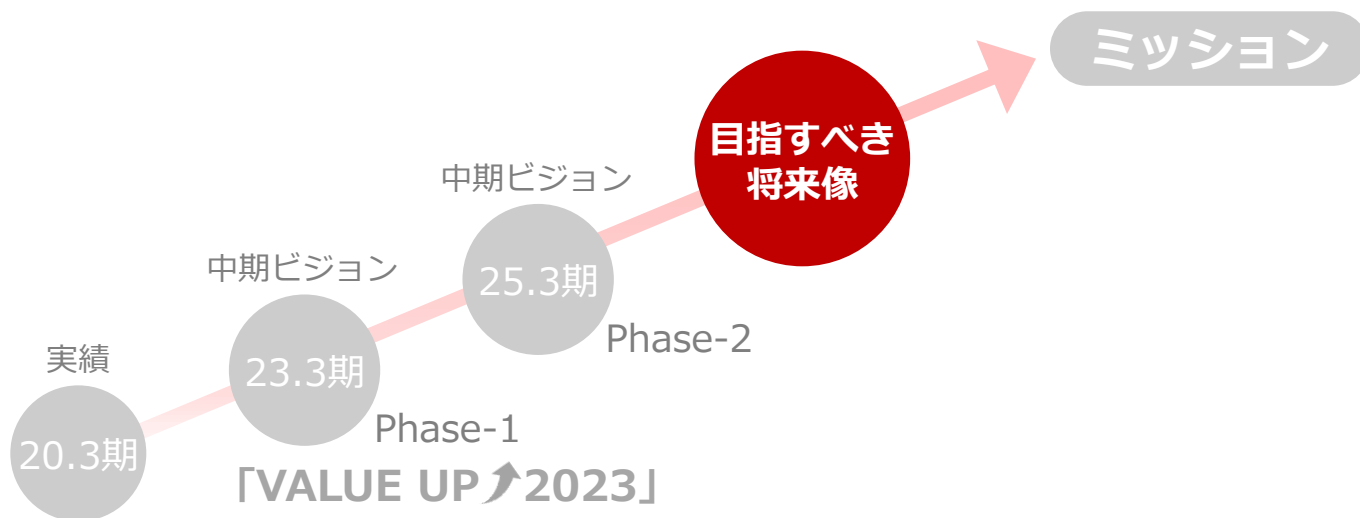 ミッション
目指すべき
将来像
中期ビジョン
25.3期
Phase-2
中期ビジョン
23.3期
Phase-1
「VALUE UP 2023」
実績
20.3期